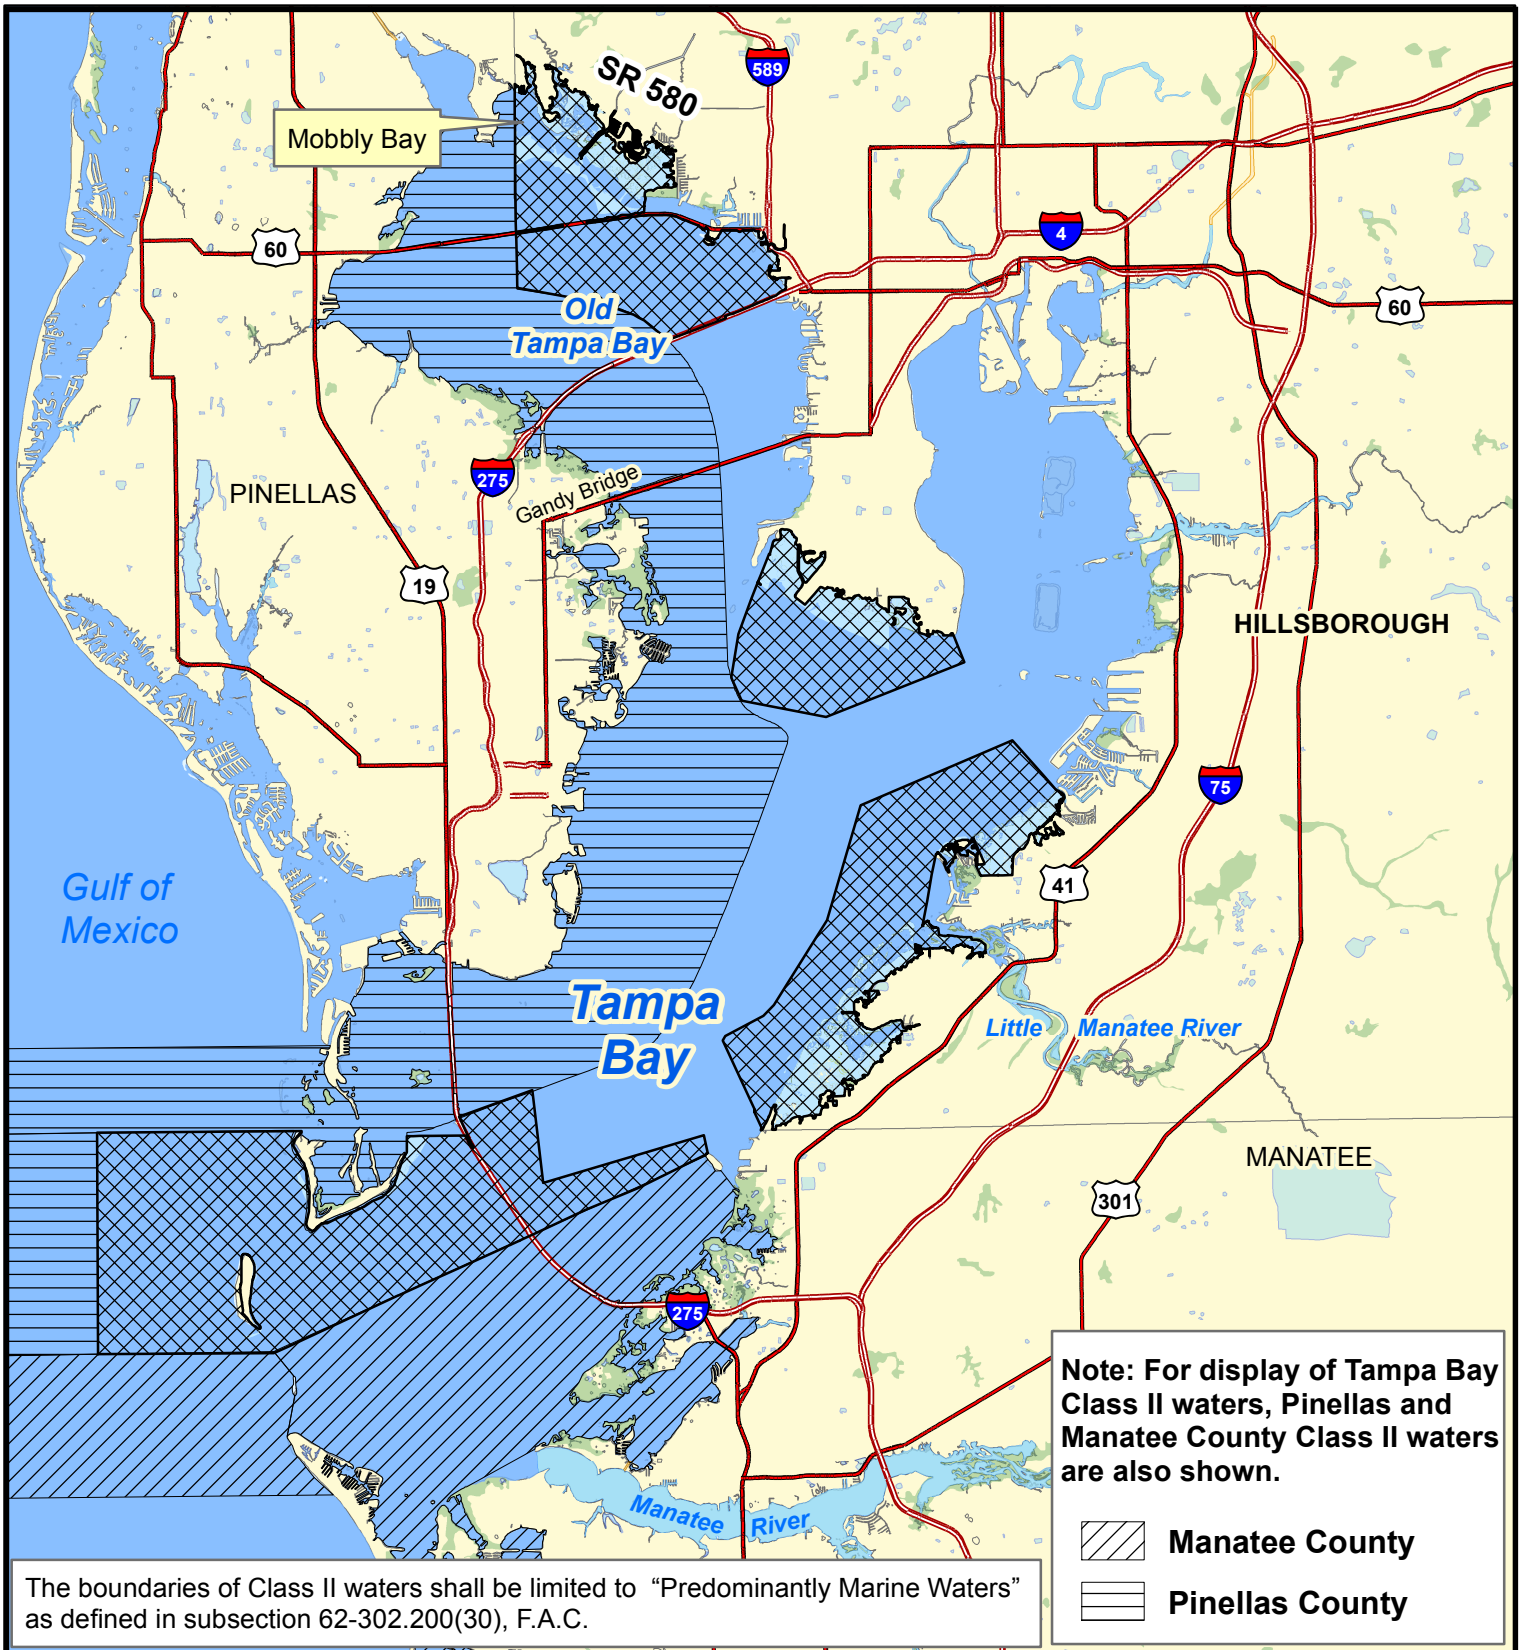 SR 580
589
Mobbly Bay
60
4
60
Old
Tampa Bay
275
PINELLAS
Gandy Bridge
19
HILLSBOROUGH
75
41
Gulf of
Mexico
Tampa
Bay
Little Manatee River
MANATEE
301
275
Note: For display of Tampa Bay
Class II waters, Pinellas and
Manatee County Class II waters
are also shown.
Manatee River
Manatee County
Pinellas County
The boundaries of Class II waters shall be limited to “Predominantly Marine Waters”
as defined in subsection 62-302.200(30), F.A.C.